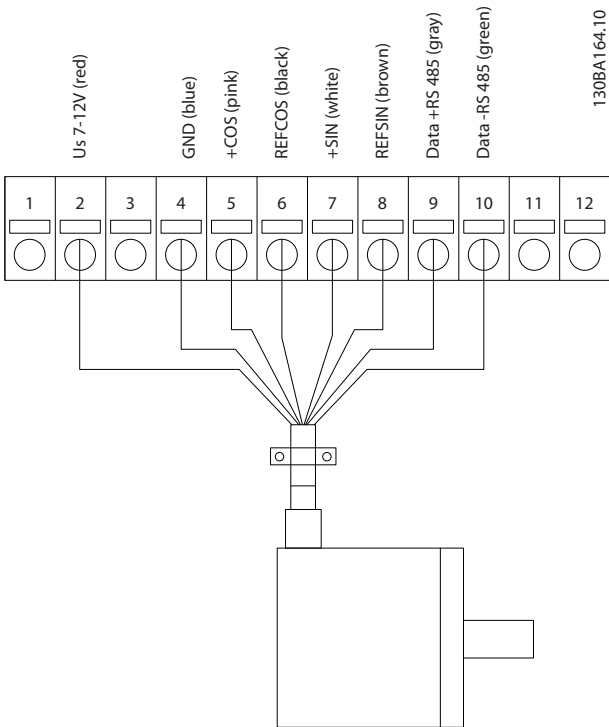 Us 7-12V (red)
GND (blue)
+COS (pink)
REFCOS (black)
+SIN (white)
REFSIN (brown)
Data +RS 485 (gray)
Data -RS 485 (green)
130BA164.10
1 2 3 4 5 6 7 8 9 10 11 12